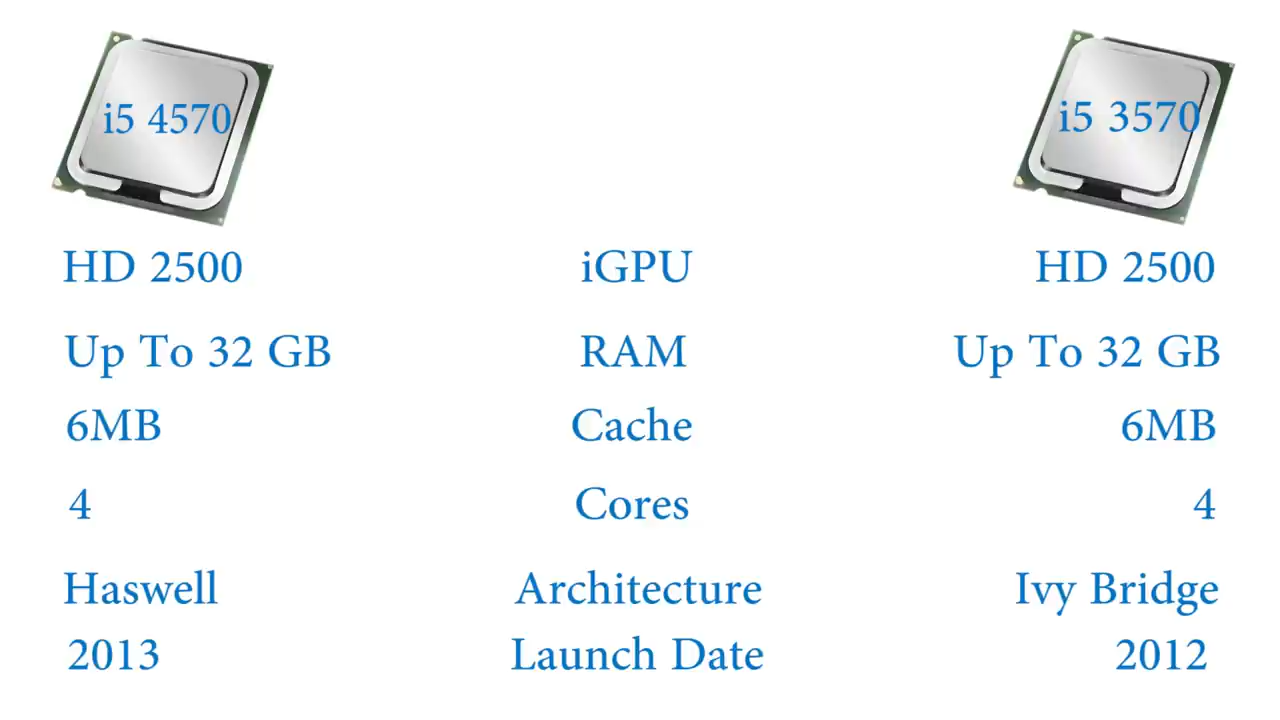 i5 4570
i5 3570
HD 2500 iGPU HD 2500
Up To 32 GB RAM Up To 32 GB
6MB Cache 6MB
4 Cores 4
Haswell Architecture Ivy Bridge
2013 Launch Date 2012